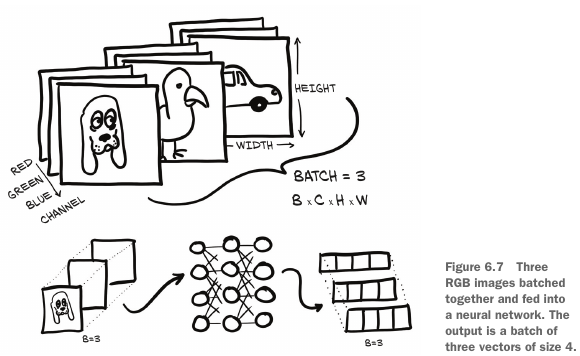 HEIGHT
WIDTH
RED
GREEN
BLUE
CHANNEL
BATCH = 3
B x C x H x W
B=3
B=3
Figure 6.7 Three
RGB images batched
together and fed into
a neural network. The
output is a batch of
three vectors of size 4.